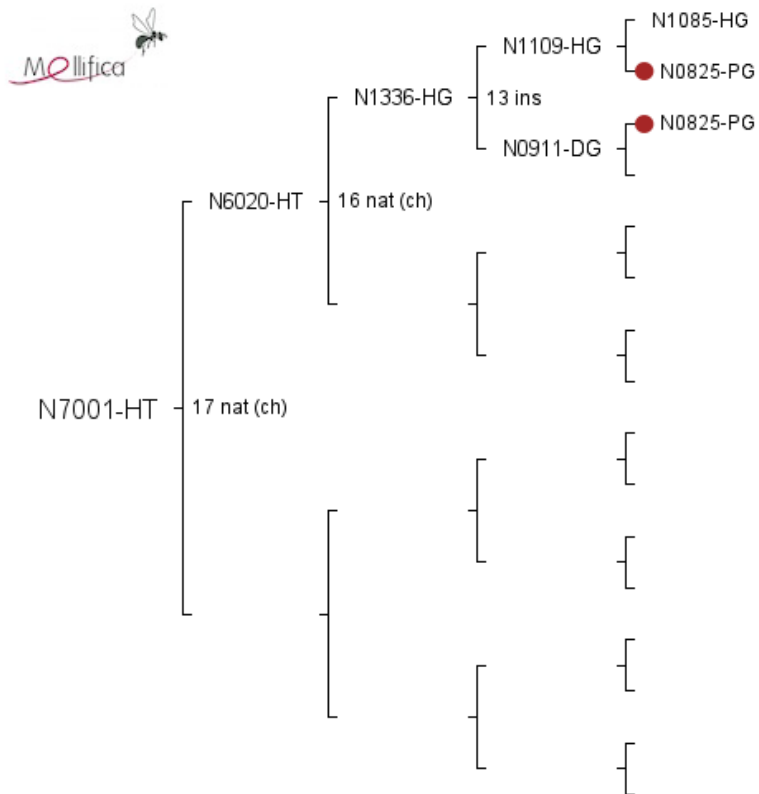 Mellifica
N1085-HG
N1109-HG
N0825-PG
N1336-HG
13 ins
N0825-PG
N0911-DG
N6020-HT
16 nat (ch)
N7001-HT
17 nat (ch)